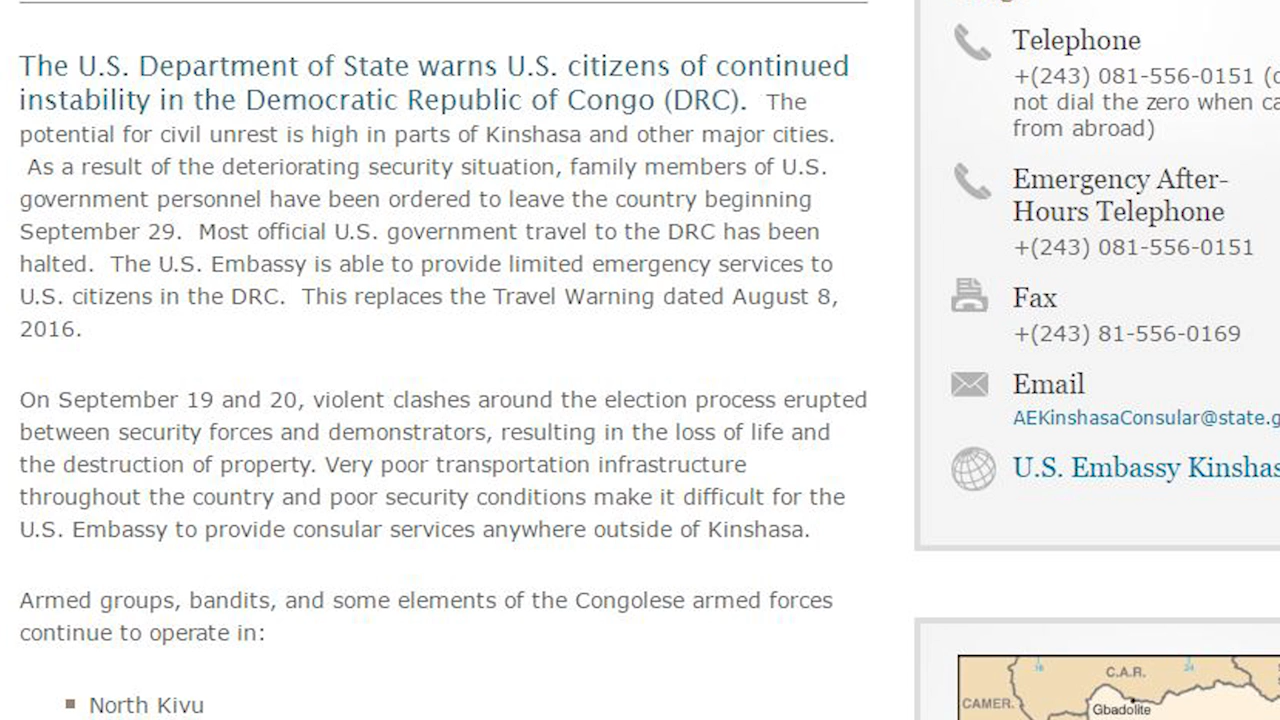 The U.S. Department of State warns U.S. citizens of continued
instability in the Democratic Republic of Congo (DRC). The
potential for civil unrest is high in parts of Kinshasa and other major cities.
As a result of the deteriorating security situation, family members of U.S.
government personnel have been ordered to leave the country beginning
September 29. Most official U.S. government travel to the DRC has been
halted. The U.S. Embassy is able to provide limited emergency services to
U.S. citizens in the DRC. This replaces the Travel Warning dated August 8,
2016.
On September 19 and 20, violent clashes around the election process erupted
between security forces and demonstrators, resulting in the loss of life and
the destruction of property. Very poor transportation infrastructure
throughout the country and poor security conditions make it difficult for the
U.S. Embassy to provide consular services anywhere outside of Kinshasa.
Armed groups, bandits, and some elements of the Congolese armed forces
continue to operate in:
North Kivu
Telephone
+(243) 081-556-0151
not dial the zero when
from abroad)
Emergency After-
Hours Telephone
+(243) 081-556-0151
Fax
+(243) 81-556-0169
Email
AEKinshasaConsular@state.g
U.S. Embassy Kinshas
18
24
C.A.R.
CAMER.
Gbadolite